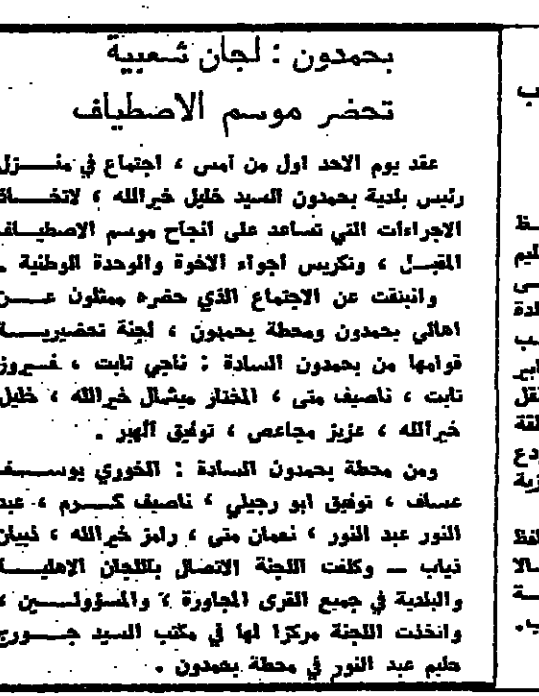 بحمدون : لجان شعبية
تحضر موسم الاصطياف
عقد يوم الاحد اول من امس ، اجتماع في منزل
رئيس بلدية بحمدون السيد خليل خيرالله ، لاتخاذ
الاجراءات التي تساعد على انجاح موسم الاصطياف
المقبل ، وتكريس اجواء الاخوة والوحدة الوطنية .
وانبثقت عن الاجتماع الذي حضره ممثلون عن
اهالي بحمدون ومحطة بحمدون ، لجنة تحضيرية
قوامها من بحمدون السادة : ناجي تابت ، فيروز
تابت ، ناصيف متى ، المختار ميشال خيرالله ، خليل
خيرالله ، عزيز مجاعص ، توفيق الهبر .
ومن محطة بحمدون السادة : الخوري يوسف
عساف ، توفيق ابو رجيلي ، ناصيف كرم ، عبد
النور عبد النور ، نعمان متى ، رامز خيرالله ، ذيبان
ذياب — وكلفت اللجنة الاتصال باللجان الاهلية
والبلدية في جميع القرى المجاورة ، والمسؤولين ،
واتخذت اللجنة مركزا لها في مكتب السيد جورج
حليم عبد النور في محطة بحمدون .